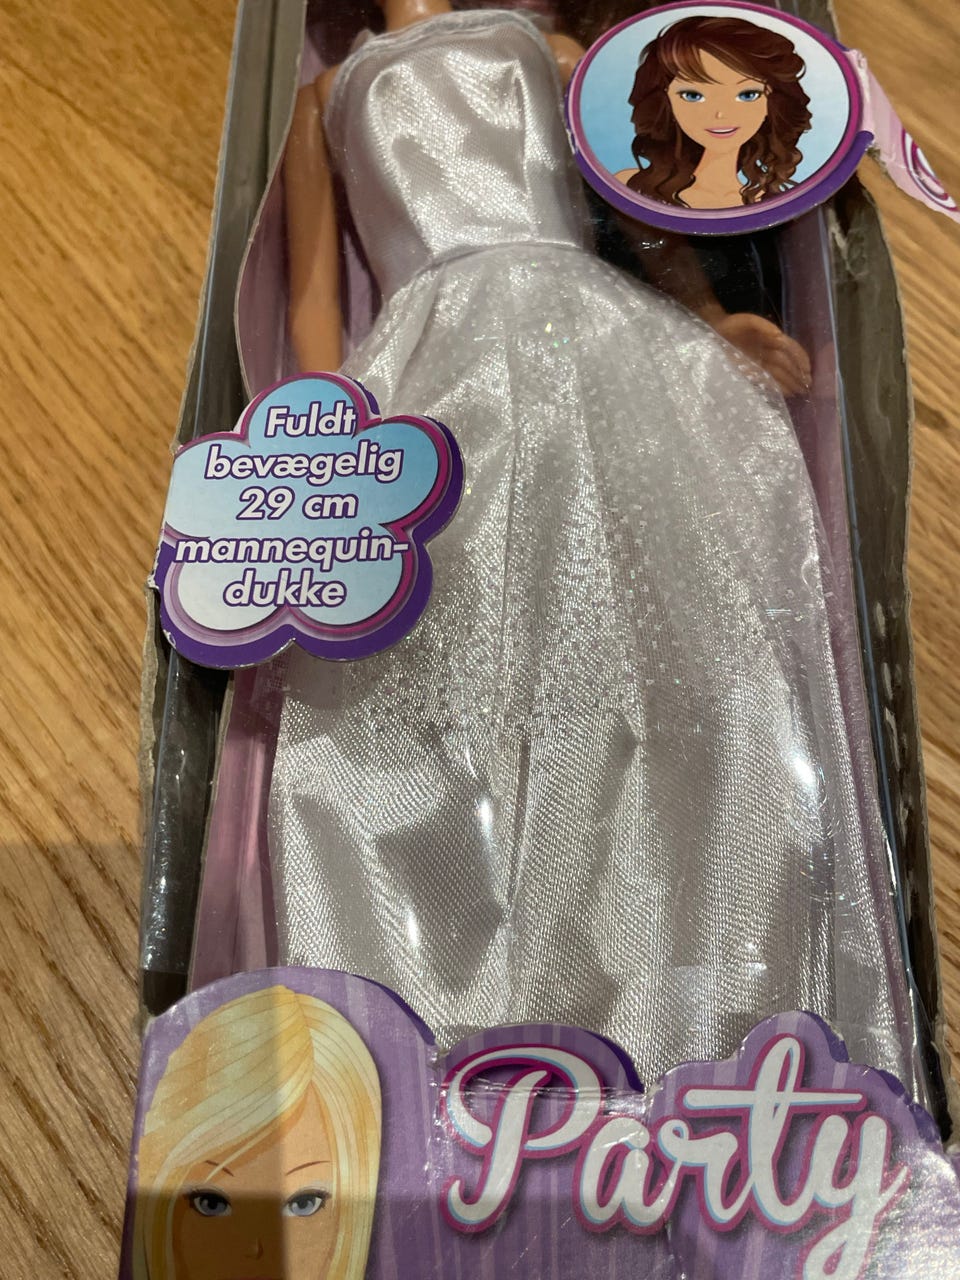 Fuldt
bevægelig
29 cm
mannequin-
dukke
Party